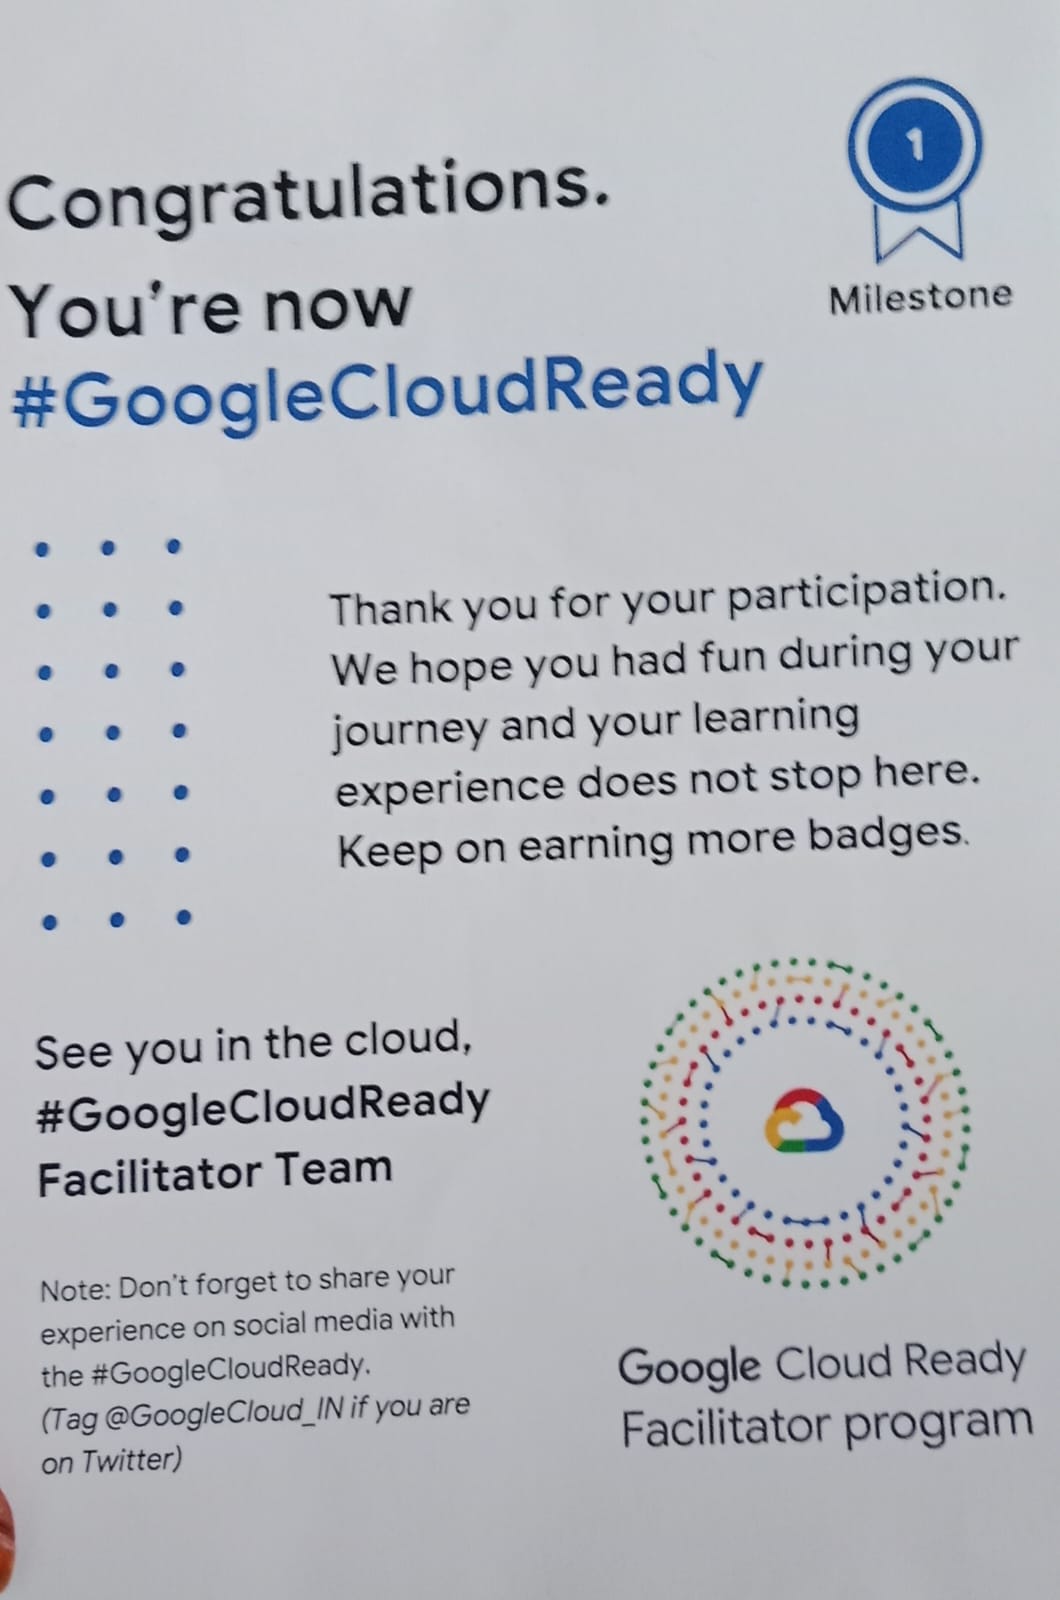 1
Milestone
Congratulations.
You're now
#GoogleCloudReady
Thank you for your participation.
We hope you had fun during your
journey and your learning
experience does not stop here.
Keep on earning more badges.
See you in the cloud,
#GoogleCloudReady
Facilitator Team
Note: Don't forget to share your
experience on social media with
the #GoogleCloudReady.
(Tag @GoogleCloud_IN if you are
on Twitter)
Google Cloud Ready
Facilitator program